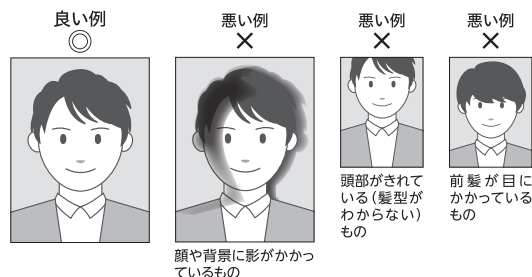 良い例
◎
悪い例
×
悪い例
×
悪い例
×
顔や背景に影がかかっ
ているもの
頭部がきれて
いる（髪型が
わからない）
もの
前髪が目に
かかっている
もの